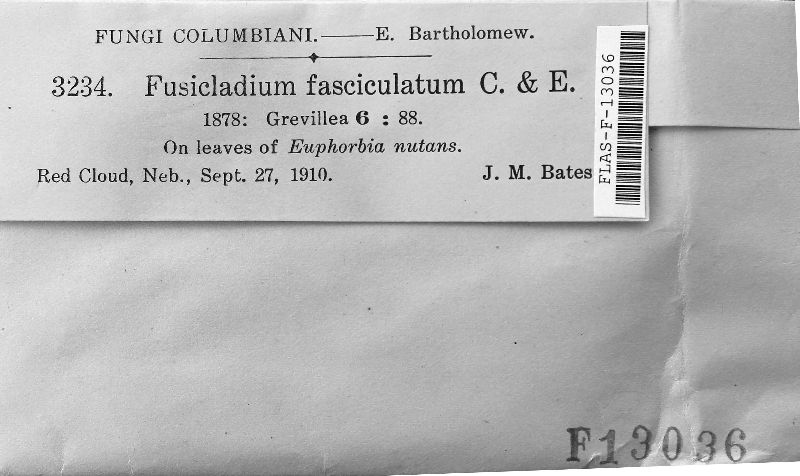 FUNGI COLUMBIANI.——E. Bartholomew.
3234. Fusicladium fasciculatum C. & E.
1878: Grevillea 6 : 88.
On leaves of Euphorbia nutans.
Red Cloud, Neb., Sept. 27, 1910. J. M. Bates
FLAS-F-13036
F13036